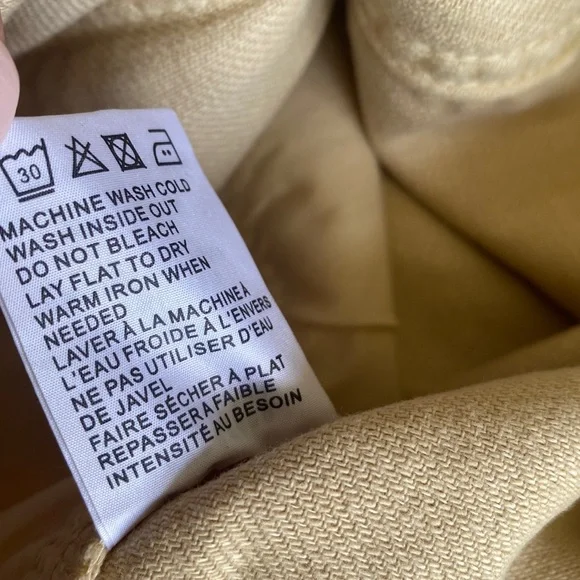 30
MACHINE WASH COLD
WASH INSIDE OUT
DO NOT BLEACH
LAY FLAT TO DRY
WARM IRON WHEN
NEEDED
LAVER À LA MACHINE À
L'EAU FROIDE À L'ENVERS
NE PAS UTILISER D'EAU
DE JAVEL
FAIRE SÉCHER À PLAT
REPASSER A FAIBLE
INTENSITÉ AU BESOIN